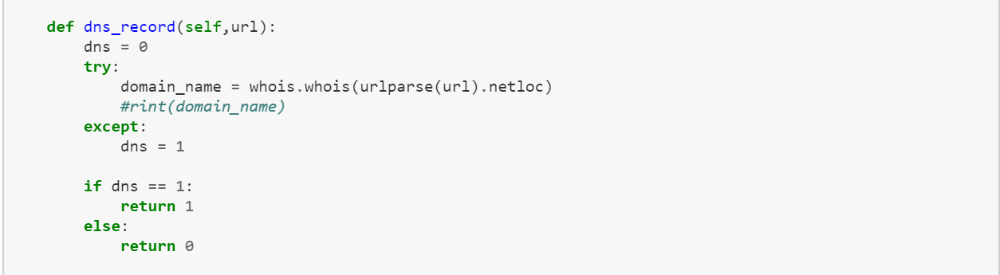 def dns_record(self,url):
dns = 0
try:
domain_name = whois.whois(urlparse(url).netloc)
#rint(domain_name)
except:
dns = 1
if dns == 1:
return 1
else:
return 0